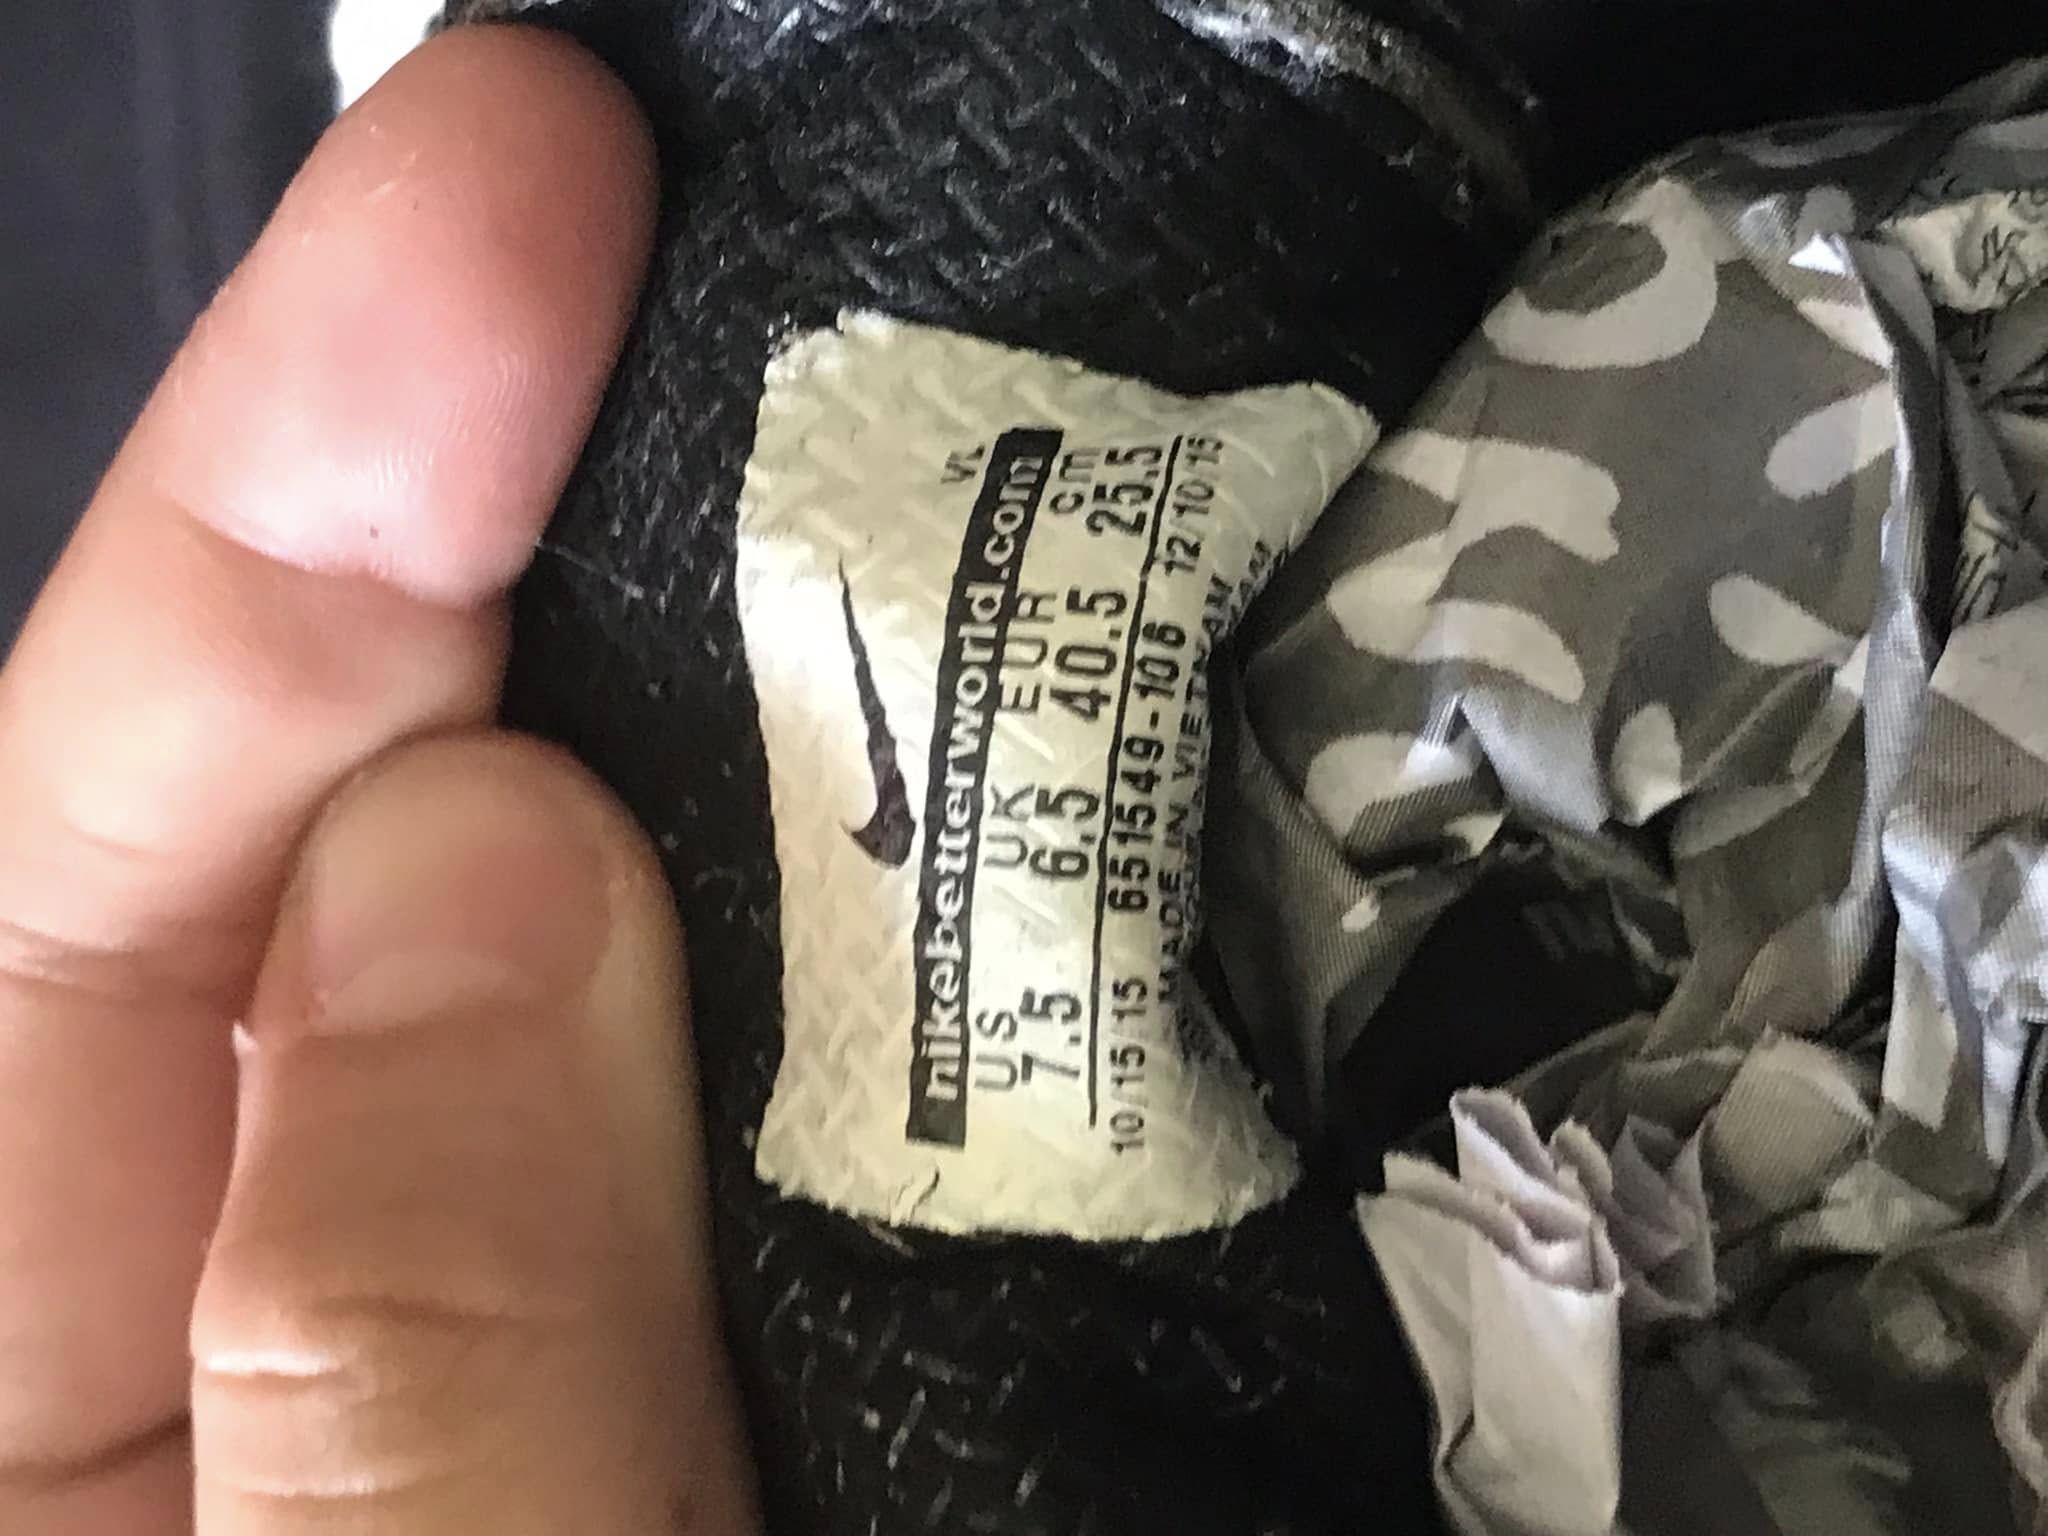 VL
nikebetterworld.com
US UK EUR cm
7.5 6.5 40.5 25.5
10/15/15 651549-106 12/10/15
MADE IN VIETNAM